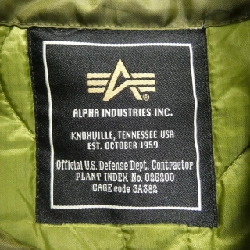 ALPHA INDUSTRIES INC.
KNOXVILLE, TENNESSEE USA
EST. OCTOBER 1959
Official U.S. Defense Dept. Contractor
PLANT INDEX No. 026200
CAGE code 3A382